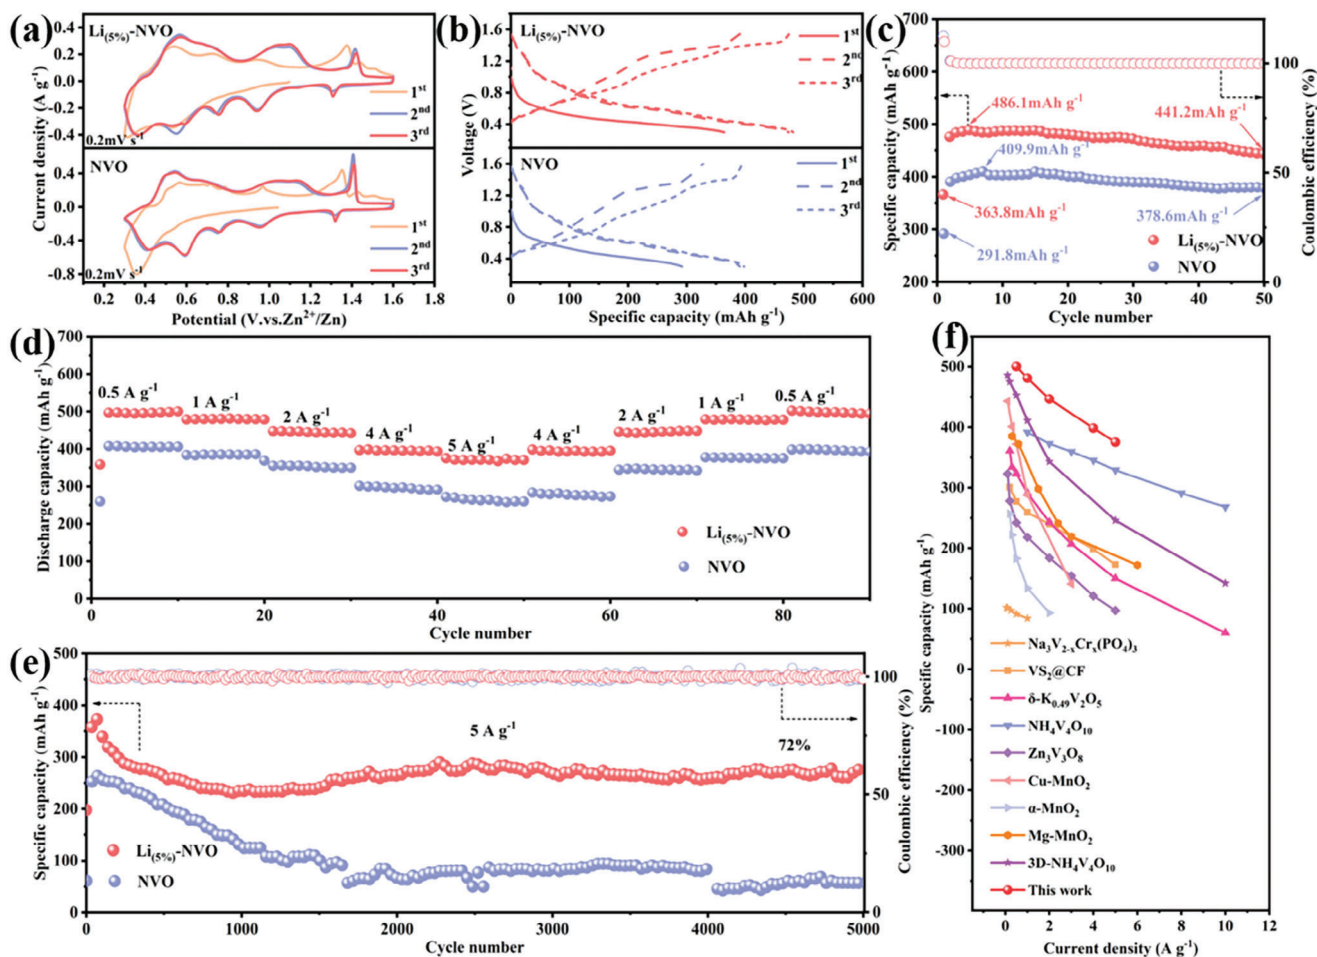 (a)
Li(5%)-NVO
0.4
0.2
0.0
-0.2
-0.4
0.2mV s-1
1st
2nd
3rd
NVO
0.4
0.0
-0.4
-0.8
0.2mV s-1
1st
2nd
3rd
0.2 0.4 0.6 0.8 1.0 1.2 1.4 1.6 1.8
Potential (V.vs.Zn2+/Zn)
Current density (A g-1)
(b)
Li(5%)-NVO
1.6
1.2
0.8
0.4
1st
2nd
3rd
NVO
1.6
1.2
0.8
0.4
1st
2nd
3rd
0 100 200 300 400 500 600
Specific capacity (mAh g-1)
Voltage (V)
(c)
700
600
500
400
300
200
100
50
0
486.1mAh g-1
441.2mAh g-1
409.9mAh g-1
363.8mAh g-1
378.6mAh g-1
291.8mAh g-1
Li(5%)-NVO
NVO
0 10 20 30 40 50
Cycle number
Specific capacity (mAh g-1)
Coulombic efficiency (%)
(d)
700
600
500
400
300
200
100
0
0.5 A g-1
1 A g-1
2 A g-1
4 A g-1
5 A g-1
4 A g-1
2 A g-1
1 A g-1
0.5 A g-1
Li(5%)-NVO
NVO
0 20 40 60 80
Cycle number
Discharge capacity (mAh g-1)
(e)
500
400
300
200
100
0
100
50
0
5 A g-1
72%
Li(5%)-NVO
NVO
0 1000 2000 3000 4000 5000
Cycle number
Specific capacity (mAh g-1)
Coulombic efficiency (%)
(f)
500
400
300
200
100
0
-100
-200
-300
Na3V2-xCrx(PO4)3
VS2@CF
δ-K0.49V2O5
NH4V4O10
Zn3V3O8
Cu-MnO2
α-MnO2
Mg-MnO2
3D-NH4V4O10
This work
0 2 4 6 8 10 12
Current density (A g-1)
Specific capacity (mAh g-1)